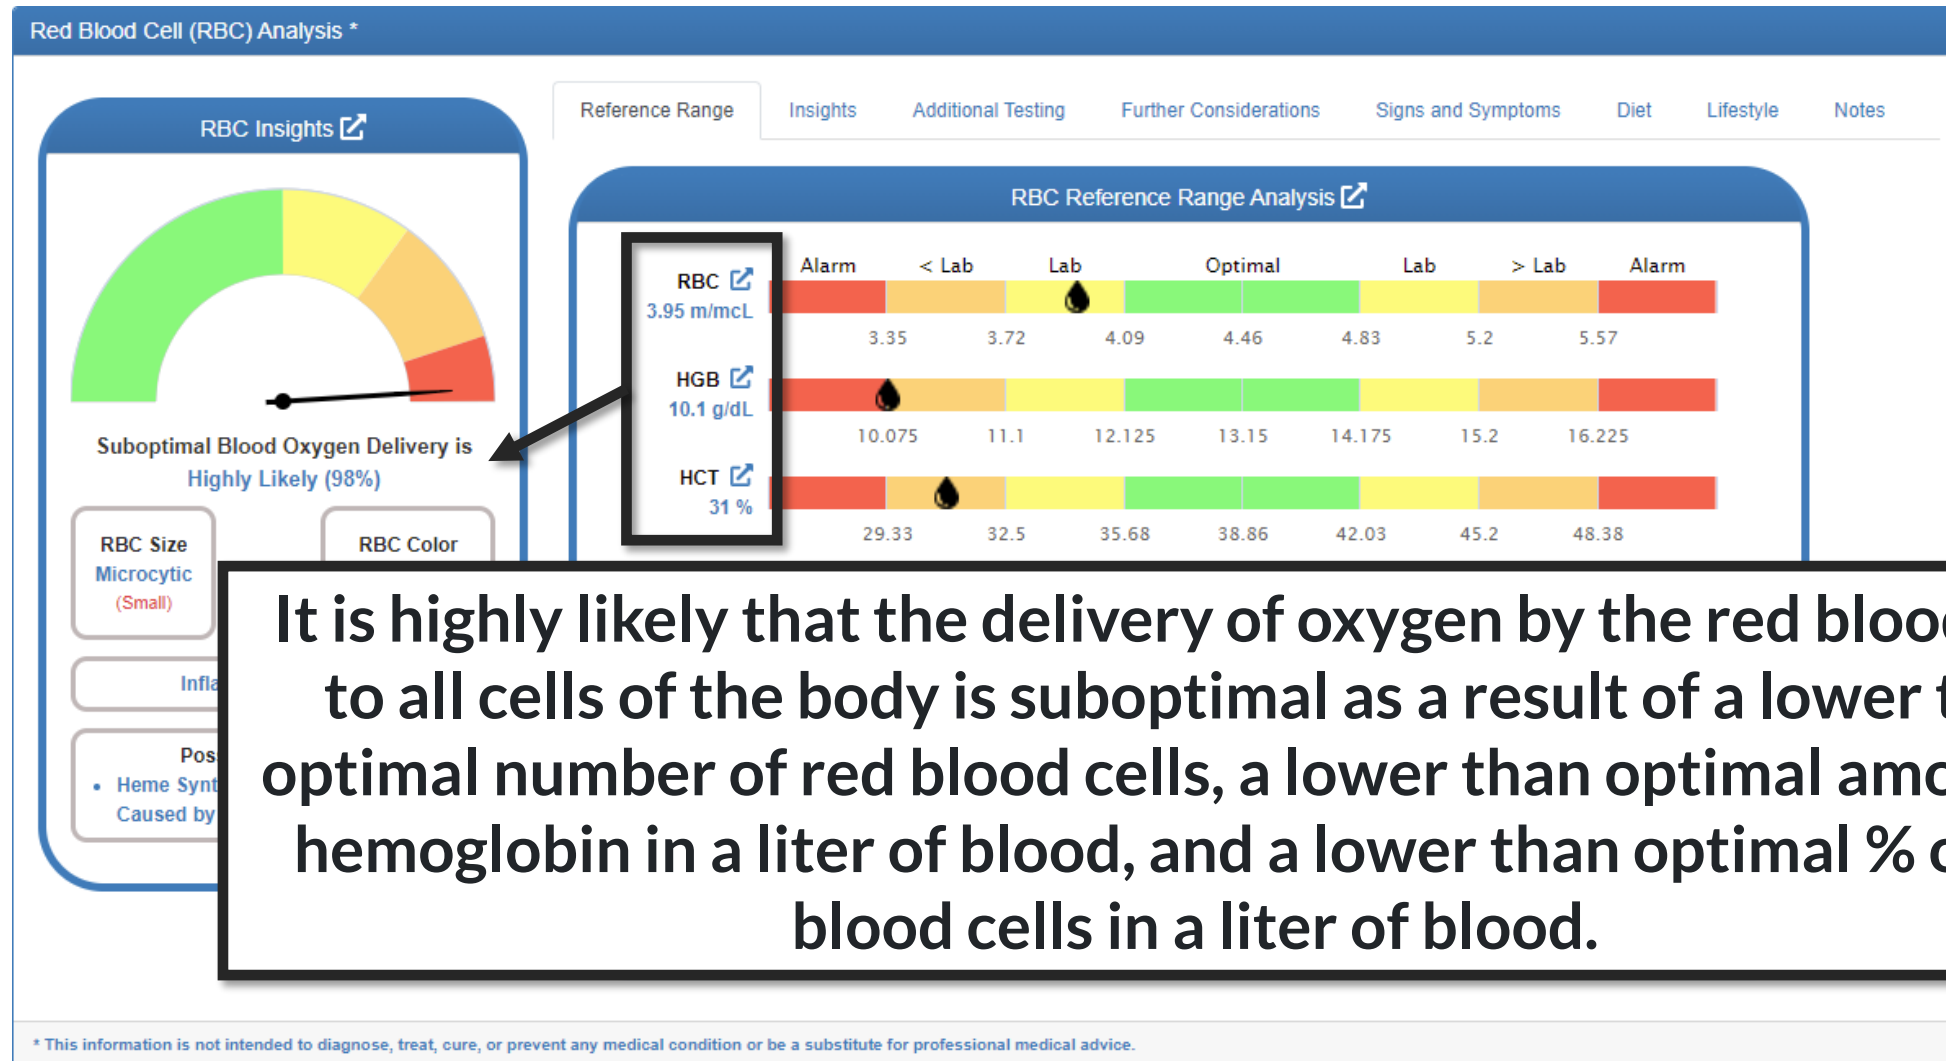 Red Blood Cell (RBC) Analysis *
RBC Insights
Suboptimal Blood Oxygen Delivery is
Highly Likely (98%)
RBC Size
Microcytic
(Small)
RBC Color
Heme
Caused by
Reference Range Insights Additional Testing Further Considerations Signs and Symptoms Diet Lifestyle Notes
RBC Reference Range Analysis
Alarm < Lab Lab Optimal Lab > Lab Alarm
RBC
3.95 m/mcL
3.35 3.72 4.09 4.46 4.83 5.2 5.57
HGB
10.1 g/dL
10.075 11.1 12.125 13.15 14.175 15.2 16.225
HCT
31 %
29.33 32.5 35.68 38.86 42.03 45.2 48.38
It is highly likely that the delivery of oxygen by the red
to all cells of the body is suboptimal as a result of a lower
optimal number of red blood cells, a lower than optimal
hemoglobin in a liter of blood, and a lower than optimal %
blood cells in a liter of blood.
* This information is not intended to diagnose, treat, cure, or prevent any medical condition or be a substitute for professional medical advice.